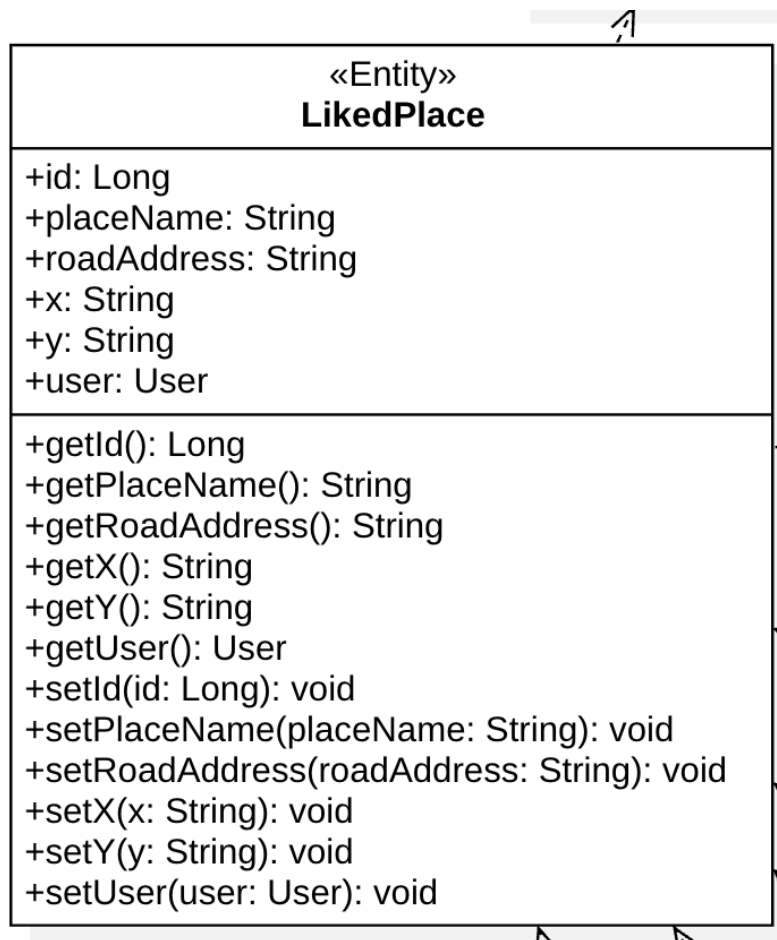 «Entity»
LikedPlace
+id: Long
+placeName: String
+roadAddress: String
+x: String
+y: String
+user: User
+getId(): Long
+getPlaceName(): String
+getRoadAddress(): String
+getX(): String
+getY(): String
+getUser(): User
+setId(id: Long): void
+setPlaceName(placeName: String): void
+setRoadAddress(roadAddress: String): void
+setX(x: String): void
+setY(y: String): void
+setUser(user: User): void